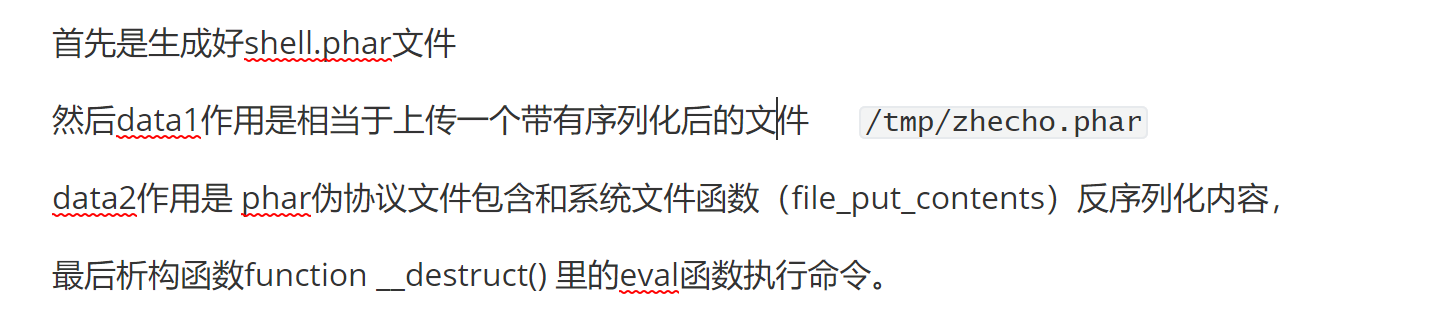 首先是生成好shell.phar文件
然后data1作用是相当于上传一个带有序列化后的文件 /tmp/zhecho.phar
data2作用是 phar伪协议文件包含和系统文件函数（file_put_contents）反序列化内容，
最后析构函数function __destruct() 里的eval函数执行命令。